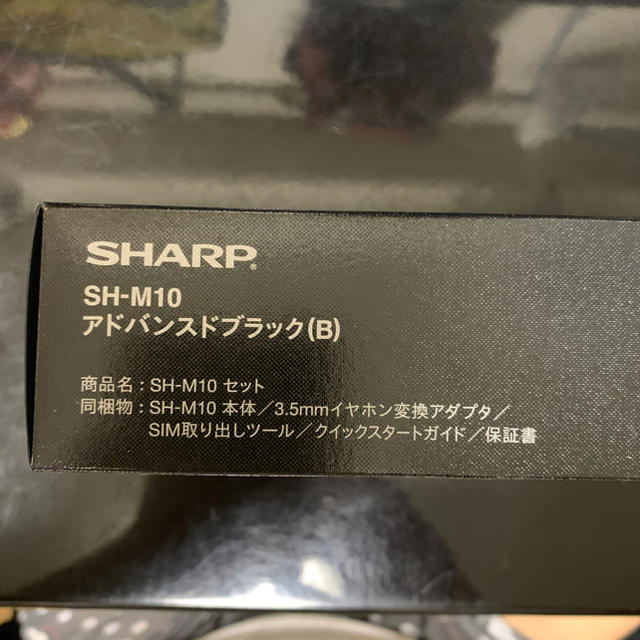 SHARP®
SH-M10
アドバンスドブラック(B)
商品名：SH-M10 セット
同梱物：SH-M10 本体／3.5mmイヤホン変換アダプタ／
SIM取り出しツール／クイックスタートガイド／保証書